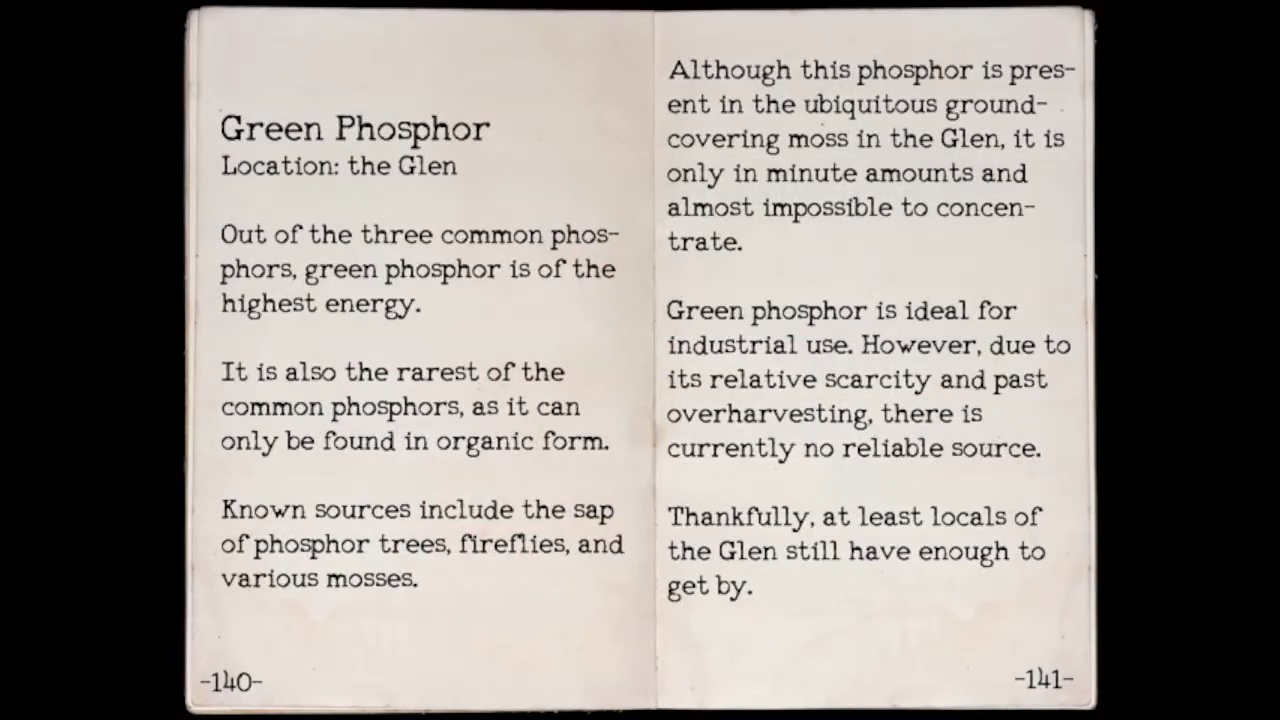 Green Phosphor
Location: the Glen
Out of the three common phos-
phors, green phosphor is of the
highest energy.
It is also the rarest of the
common phosphors, as it can
only be found in organic form.
Known sources include the sap
of phosphor trees, fireflies, and
various mosses.
-140-
Although this phosphor is pres-
ent in the ubiquitous ground-
covering moss in the Glen, it is
only in minute amounts and
almost impossible to concen-
trate.
Green phosphor is ideal for
industrial use. However, due to
its relative scarcity and past
overharvesting, there is
currently no reliable source.
Thankfully, at least locals of
the Glen still have enough to
get by.
-141-